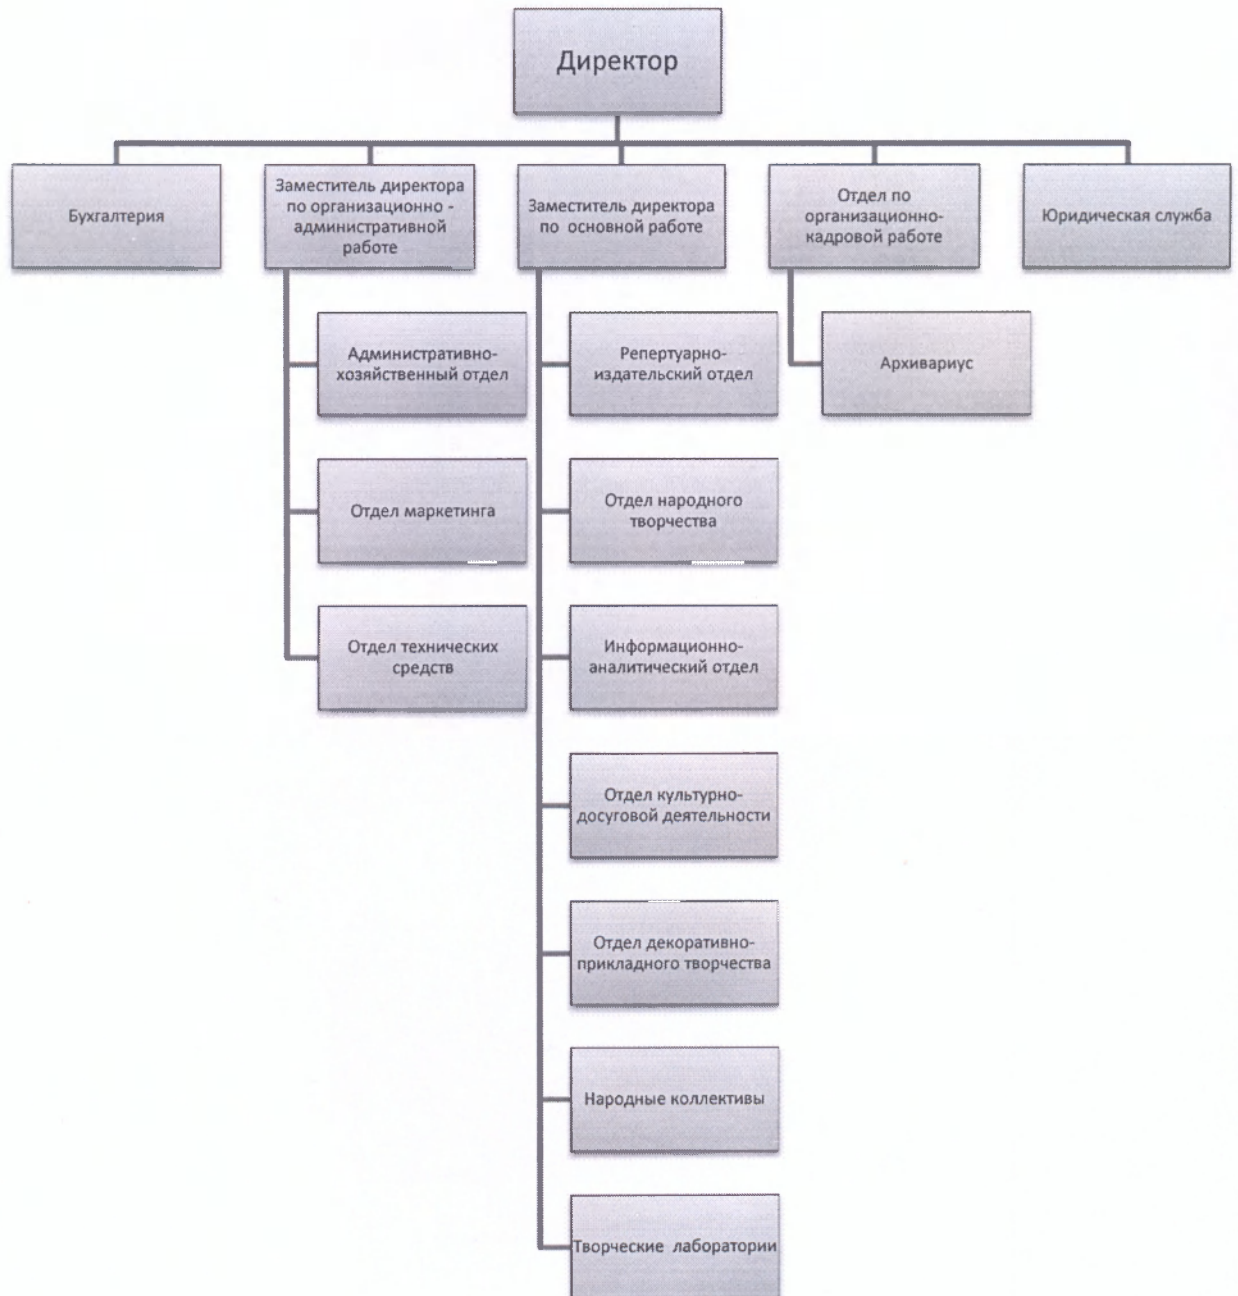 Директор
Бухгалтерия
Заместитель директора
по организационно -
административной
работе
Заместитель директора
по основной работе
Отдел по
организационно-
кадровой работе
Юридическая служба
Административно-
хозяйственный отдел
Репертуарно-
издательский отдел
Архивариус
Отдел маркетинга
Отдел народного
творчества
Отдел технических
средств
Информационно-
аналитический отдел
Отдел культурно-
досуговой деятельности
Отдел декоративно-
прикладного творчества
Народные коллективы
Творческие лаборатории